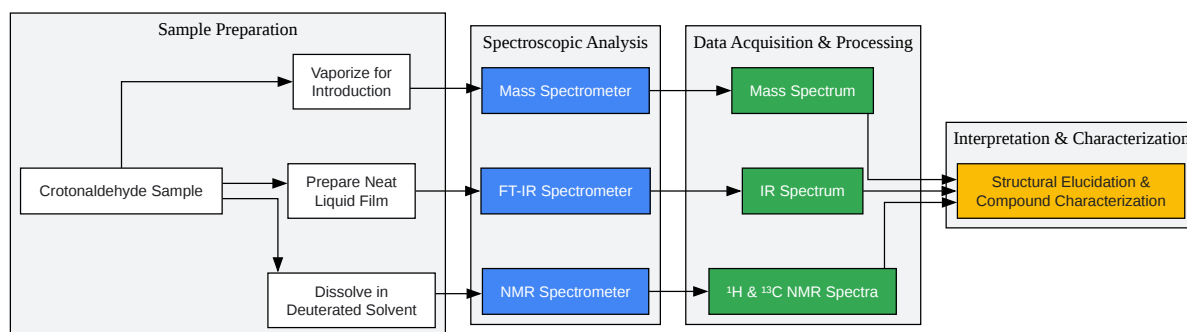 Sample Preparation
Spectroscopic Analysis
Data Acquisition & Processing
Interpretation & Characterization
Vaporize for
Introduction
Mass Spectrometer
Mass Spectrum
Crotonaldehyde Sample
Prepare Neat
Liquid Film
FT-IR Spectrometer
IR Spectrum
Structural Elucidation &
Compound Characterization
Dissolve in
Deuterated Solvent
NMR Spectrometer
¹H & ¹³C NMR Spectra